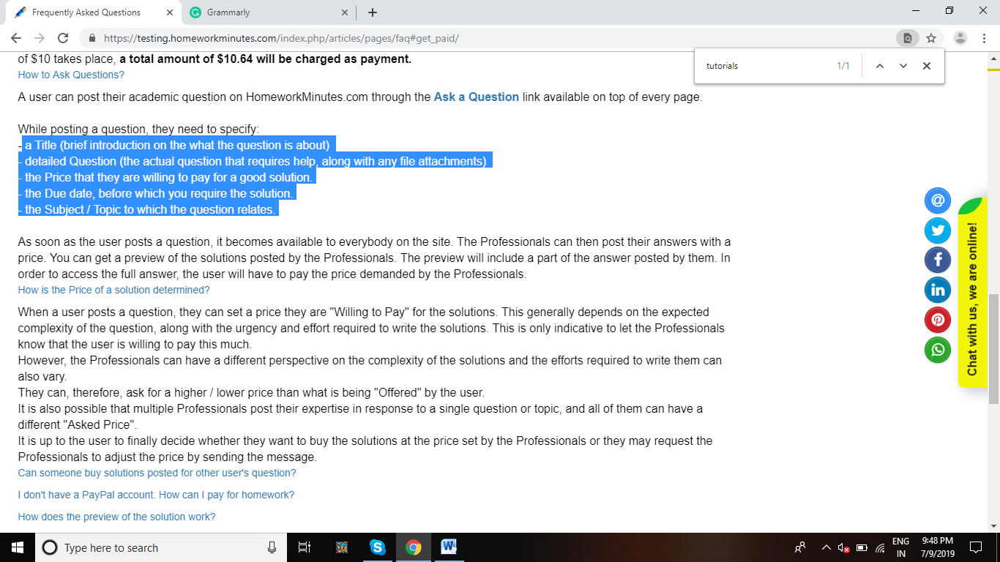 Frequently Asked Questions
Grammarly
https://testing.homeworkminutes.com/index.php/articles/pages/faq#get_paid/
tutorials 1/1
of $10 takes place, a total amount of $10.64 will be charged as payment.
How to Ask Questions?
A user can post their academic question on HomeworkMinutes.com through the Ask a Question link available on top of every page.
While posting a question, they need to specify:
- a Title (brief introduction on the what the question is about)
- detailed Question (the actual question that requires help, along with any file attachments)
- the Price that they are willing to pay for a good solution.
- the Due date, before which you require the solution.
- the Subject / Topic to which the question relates.
As soon as the user posts a question, it becomes available to everybody on the site. The Professionals can then post their answers with a
price. You can get a preview of the solutions posted by the Professionals. The preview will include a part of the answer posted by them. In
order to access the full answer, the user will have to pay the price demanded by the Professionals.
How is the Price of a solution determined?
When a user posts a question, they can set a price they are "Willing to Pay" for the solutions. This generally depends on the expected
complexity of the question, along with the urgency and effort required to write the solutions. This is only indicative to let the Professionals
know that the user is willing to pay this much.
However, the Professionals can have a different perspective on the complexity of the solutions and the efforts required to write them can
also vary.
They can, therefore, ask for a higher / lower price than what is being "Offered" by the user.
It is also possible that multiple Professionals post their expertise in response to a single question or topic, and all of them can have a
different "Asked Price".
It is up to the user to finally decide whether they want to buy the solutions at the price set by the Professionals or they may request the
Professionals to adjust the price by sending the message.
Can someone buy solutions posted for other user's question?
I don't have a PayPal account. How can I pay for homework?
How does the preview of the solution work?
Chat with us, we are online!
Type here to search
ENG
IN
9:48 PM
7/9/2019